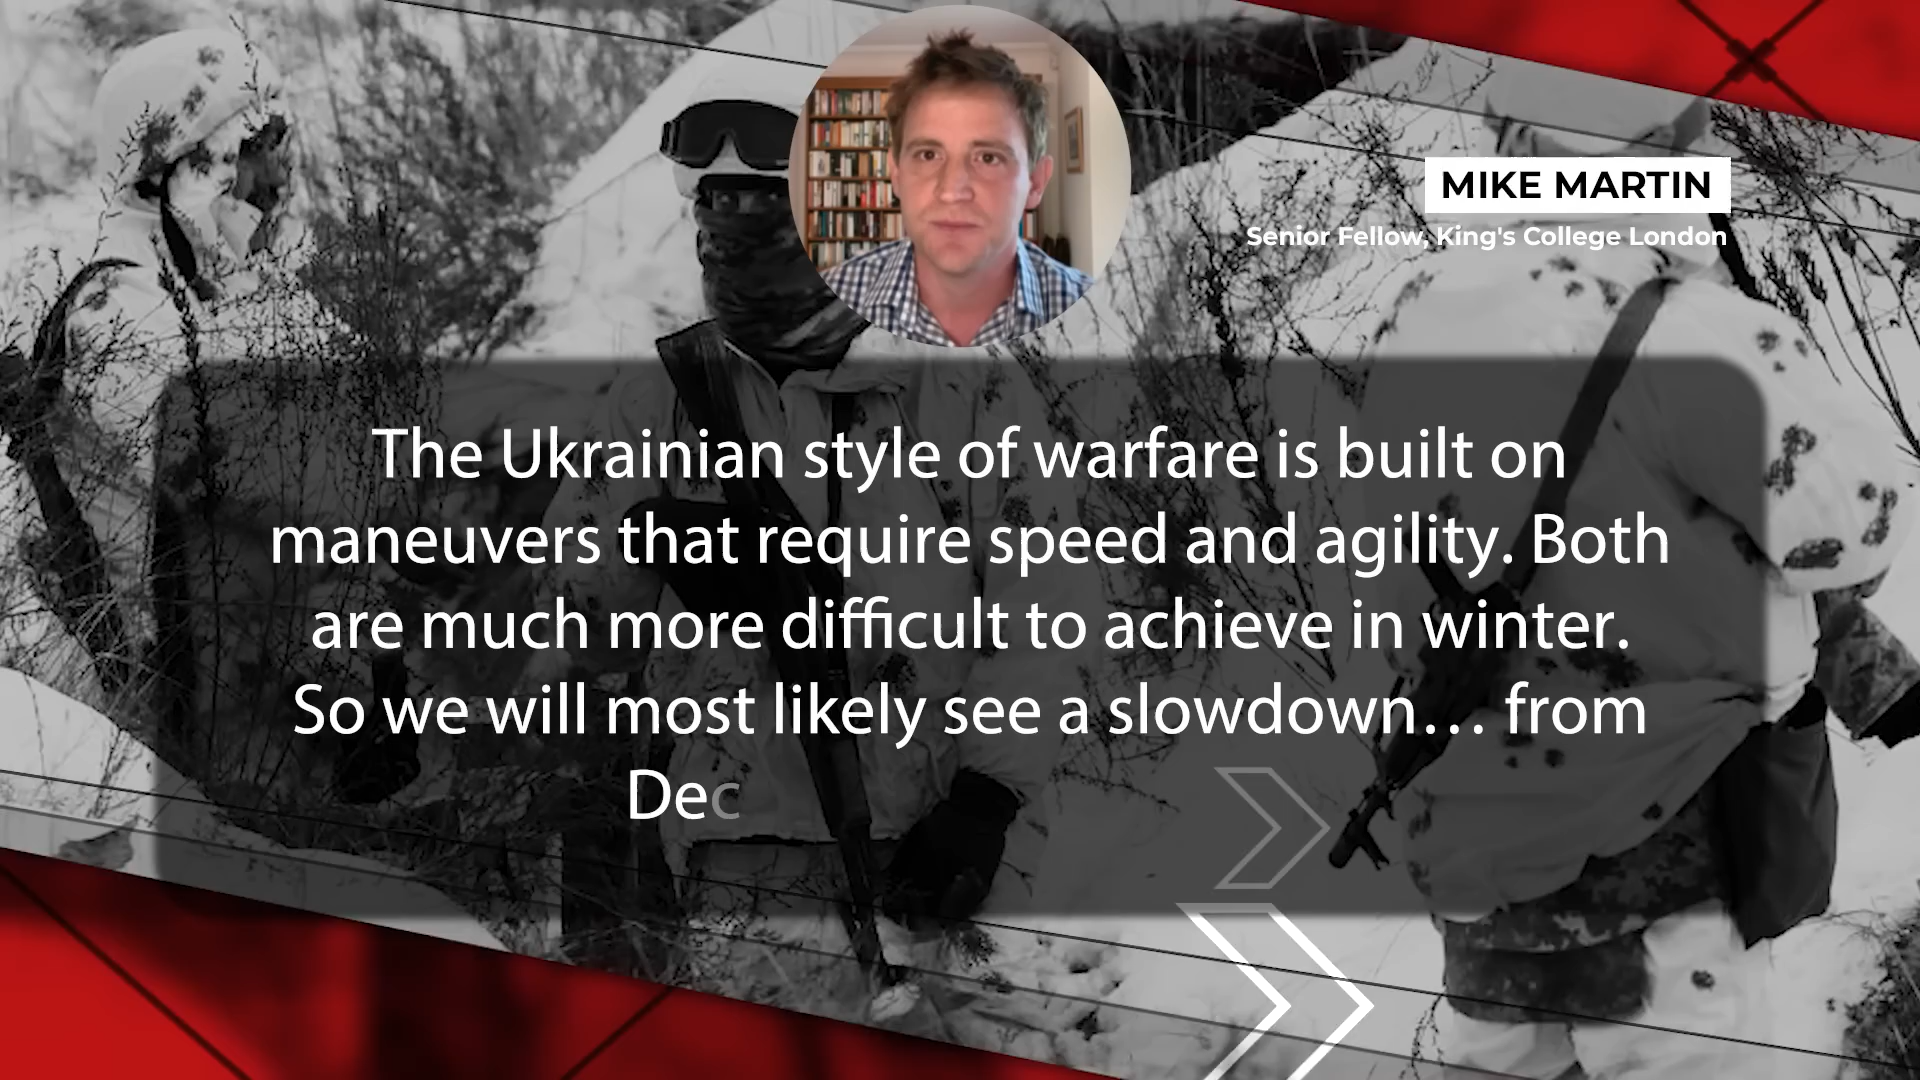 MIKE MARTIN
Senior Fellow, King's College London
The Ukrainian style of warfare is built on
maneuvers that require speed and agility. Both
are much more difficult to achieve in winter.
So we will most likely see a slowdown… from
Dec